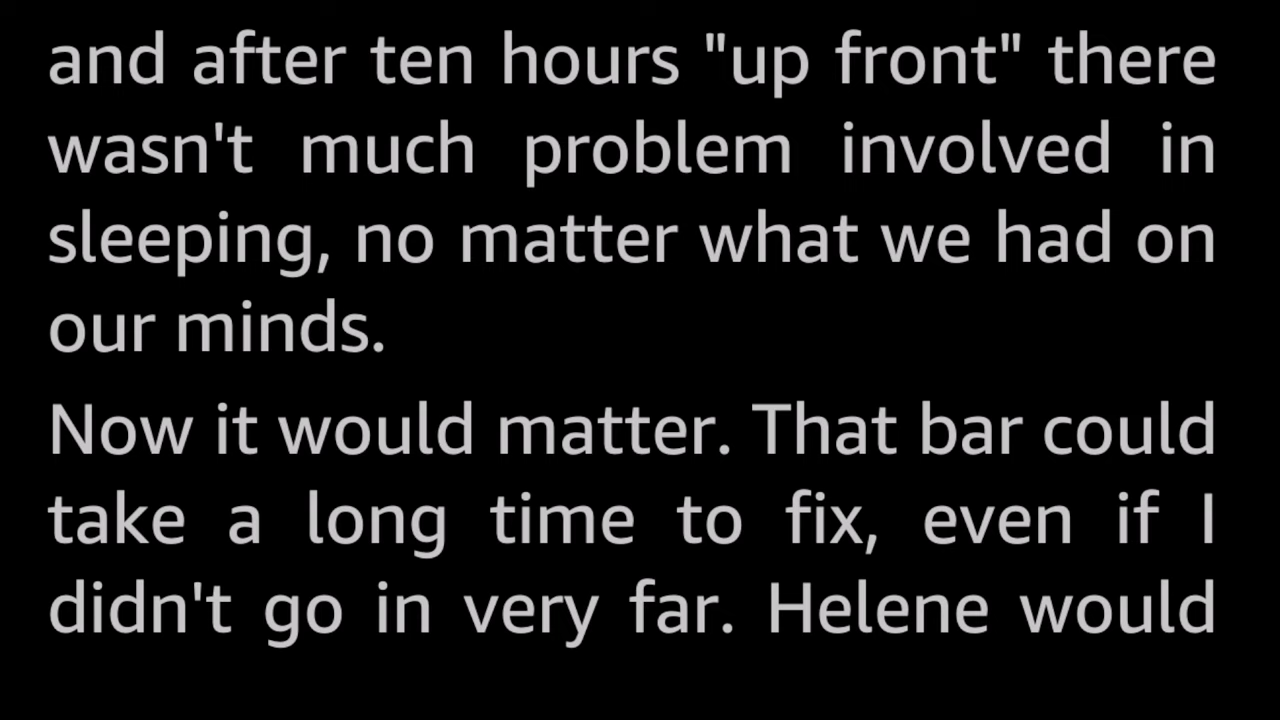 and after ten hours "up front" there
wasn't much problem involved in
sleeping, no matter what we had on
our minds.
Now it would matter. That bar could
take a long time to fix, even if I
didn't go in very far. Helene would